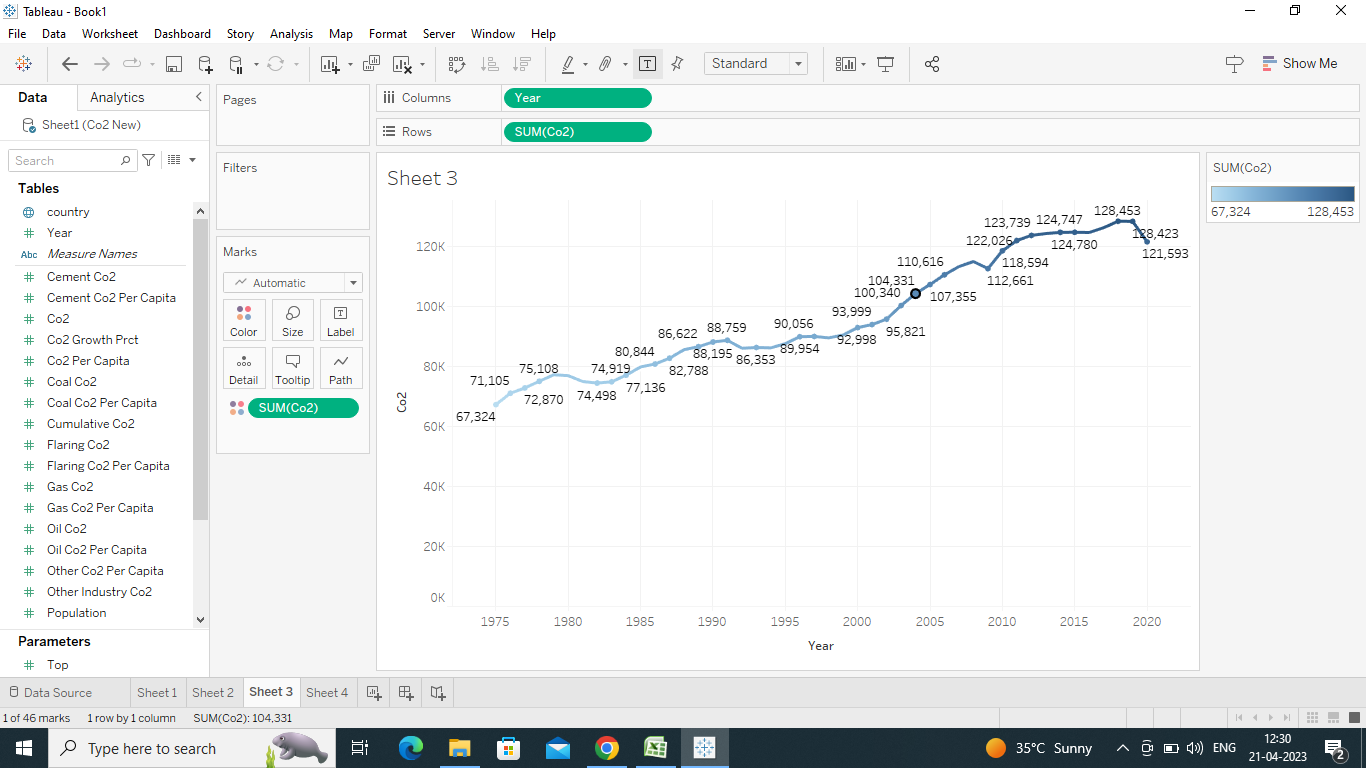 Tableau - Book1
File Data Worksheet Dashboard Story Analysis Map Format Server Window Help
Standard
Show Me
Data Analytics
Sheet1 (Co2 New)
Search
Tables
country
Year
Abc Measure Names
Cement Co2
Cement Co2 Per Capita
Co2
Co2 Growth Prct
Co2 Per Capita
Coal Co2
Coal Co2 Per Capita
Cumulative Co2
Flaring Co2
Flaring Co2 Per Capita
Gas Co2
Gas Co2 Per Capita
Oil Co2
Oil Co2 Per Capita
Other Co2 Per Capita
Other Industry Co2
Population
Parameters
Top
Pages
Filters
Marks
Automatic
Color Size Label
Detail Tooltip Path
SUM(Co2)
Columns Year
Rows SUM(Co2)
Sheet 3
128,453
123,739 124,747
122,026 128,423
120K 124,780 121,593
110,616 118,594
104,331 112,661
100,340 107,355
100K
93,999
90,056 95,821
86,622 88,759 92,998
80,844 88,195 86,353 89,954
80K
75,108 74,919 82,788
71,105 77,136
72,870 74,498
67,324
60K
40K
20K
0K
Co2
1975 1980 1985 1990 1995 2000 2005 2010 2015 2020
Year
SUM(Co2)
67,324 128,453
Data Source Sheet 1 Sheet 2 Sheet 3 Sheet 4
1 of 46 marks 1 row by 1 column SUM(Co2): 104,331
Type here to search
35°C Sunny
ENG
12:30
21-04-2023
2